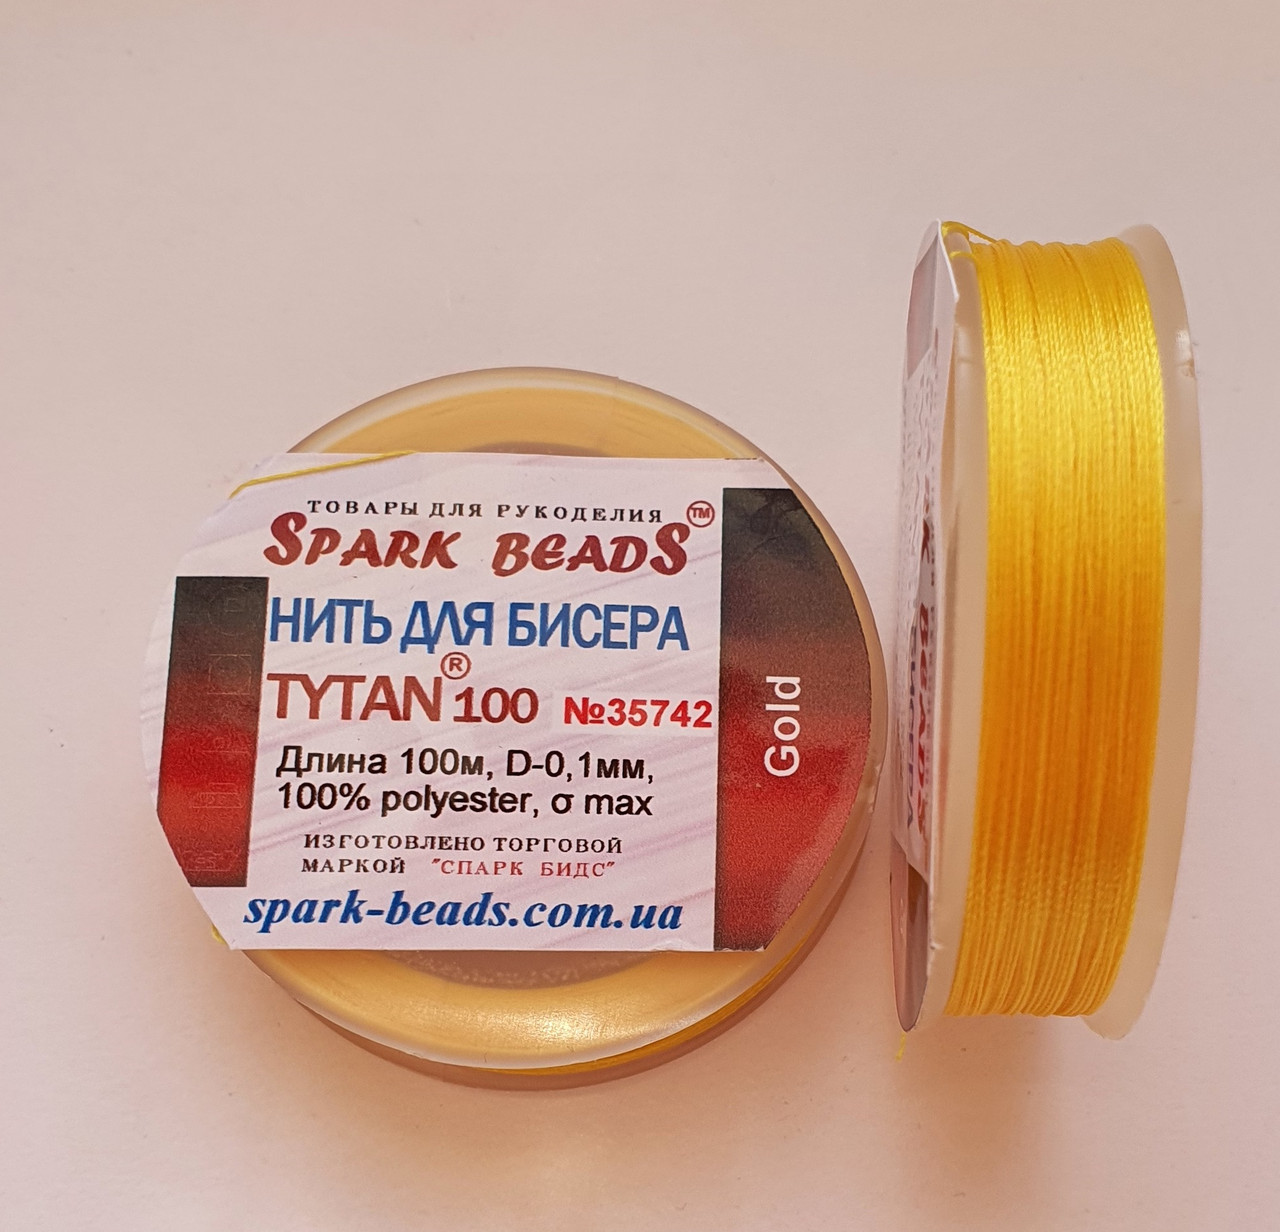 ТОВАРЫ ДЛЯ РУКОДЕЛИЯ
SPARK BEADS™
НИТЬ ДЛЯ БИСЕРА
TYTAN® 100 №35742
Длина 100м, D-0,1мм,
100% polyester, σ max
ИЗГОТОВЛЕНО ТОРГОВОЙ
МАРКОЙ "СПАРК БИДС"
spark-beads.com.ua
Gold